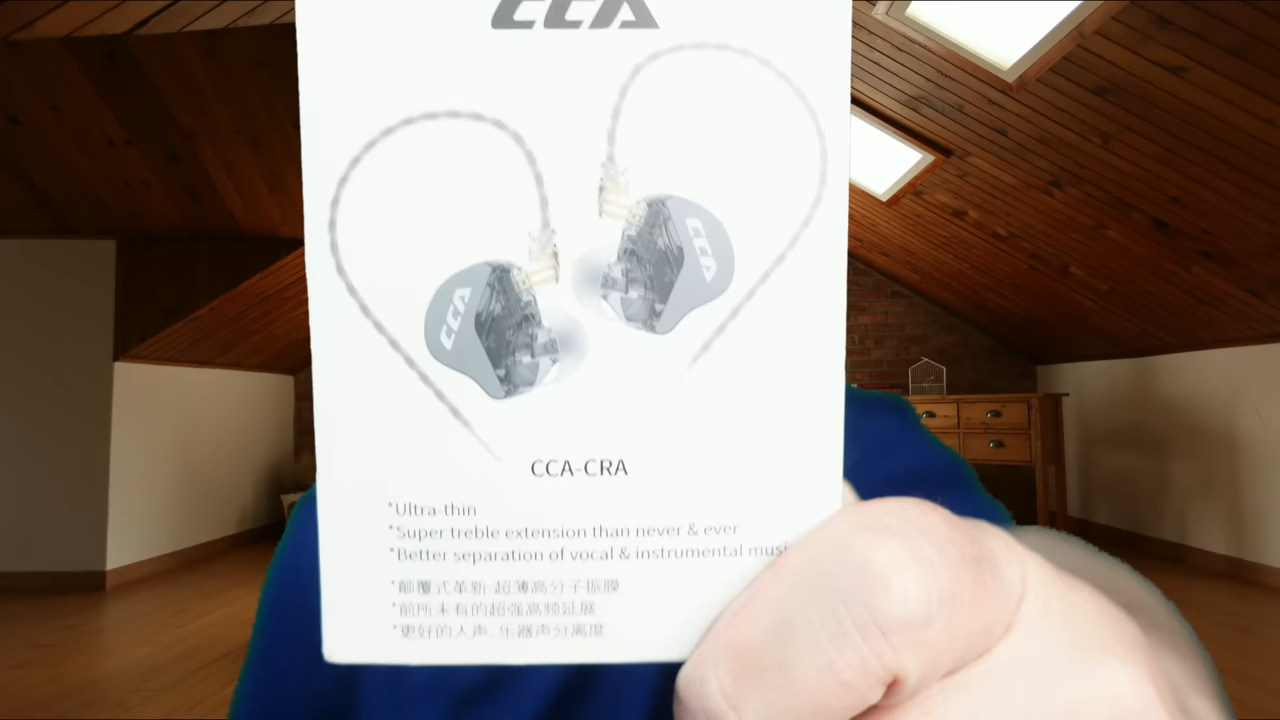 CCA
CCA
CCA
CCA-CRA
*Ultra-thin
*Super treble extension than never & ever
*Better separation of vocal & instrumental musi
*颠覆式革新 超薄高分子振膜
*前所未有的超强高频延展
*更好的人声、乐器声分离度